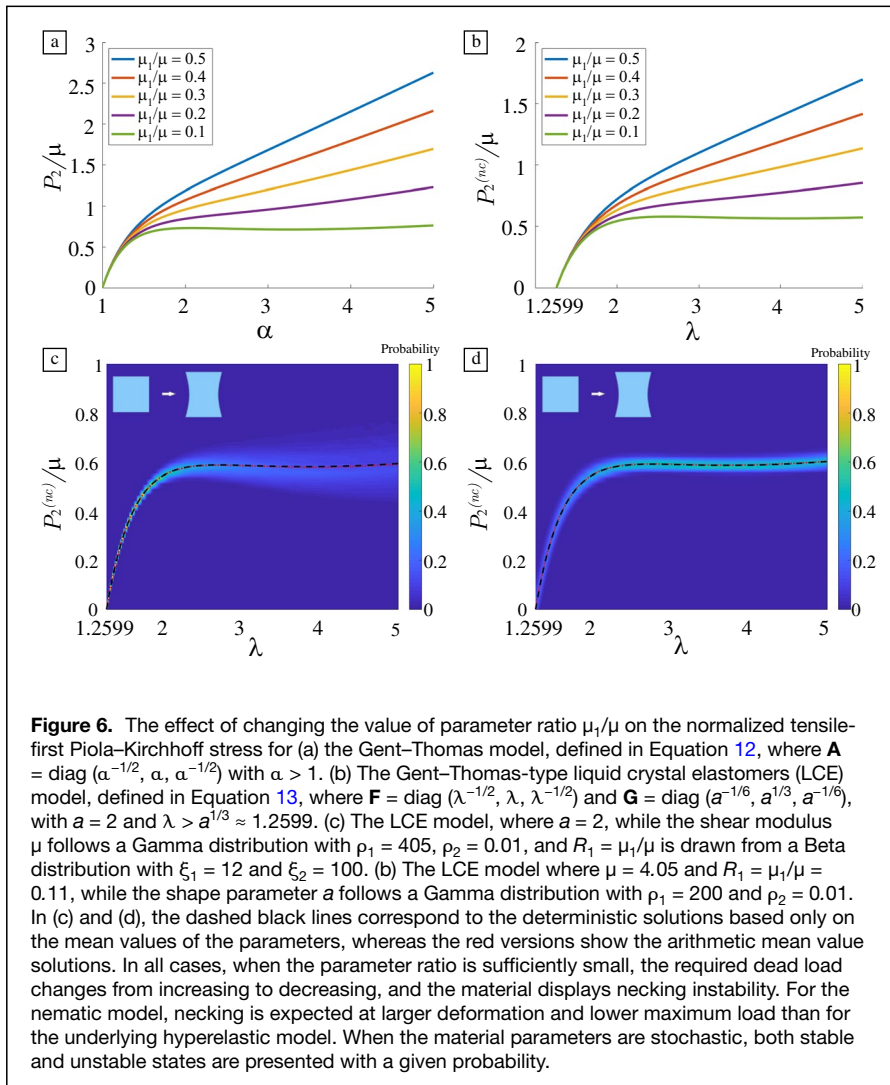 a
3
2.5
2
1.5
1
0.5
0
P₂/μ
μ₁/μ = 0.5
μ₁/μ = 0.4
μ₁/μ = 0.3
μ₁/μ = 0.2
μ₁/μ = 0.1
1 2 3 4 5
α
b
2
1.5
1
0.5
0
P₂⁽ⁿᶜ⁾/μ
μ₁/μ = 0.5
μ₁/μ = 0.4
μ₁/μ = 0.3
μ₁/μ = 0.2
μ₁/μ = 0.1
1.2599 2 3 4 5
λ
c
1
0.8
0.6
0.4
0.2
0
P₂⁽ⁿᶜ⁾/μ
1.2599 2 3 4 5
λ
Probability
1
0.8
0.6
0.4
0.2
0
d
1
0.8
0.6
0.4
0.2
0
P₂⁽ⁿᶜ⁾/μ
1.2599 2 3 4 5
λ
Probability
1
0.8
0.6
0.4
0.2
0
Figure 6. The effect of changing the value of parameter ratio μ₁/μ on the normalized tensile-
first Piola–Kirchhoff stress for (a) the Gent–Thomas model, defined in Equation 12, where A
= diag (α⁻¹/², α, α⁻¹/²) with α > 1. (b) The Gent–Thomas-type liquid crystal elastomers (LCE)
model, defined in Equation 13, where F = diag (λ⁻¹/², λ, λ⁻¹/²) and G = diag (a⁻¹/⁶, a¹/³, a⁻¹/⁶),
with a = 2 and λ > a¹/³ ≈ 1.2599. (c) The LCE model, where a = 2, while the shear modulus
μ follows a Gamma distribution with ρ₁ = 405, ρ₂ = 0.01, and R₁ = μ₁/μ is drawn from a Beta
distribution with ξ₁ = 12 and ξ₂ = 100. (b) The LCE model where μ = 4.05 and R₁ = μ₁/μ =
0.11, while the shape parameter a follows a Gamma distribution with ρ₁ = 200 and ρ₂ = 0.01.
In (c) and (d), the dashed black lines correspond to the deterministic solutions based only on
the mean values of the parameters, whereas the red versions show the arithmetic mean value
solutions. In all cases, when the parameter ratio is sufficiently small, the required dead load
changes from increasing to decreasing, and the material displays necking instability. For the
nematic model, necking is expected at larger deformation and lower maximum load than for
the underlying hyperelastic model. When the material parameters are stochastic, both stable
and unstable states are presented with a given probability.